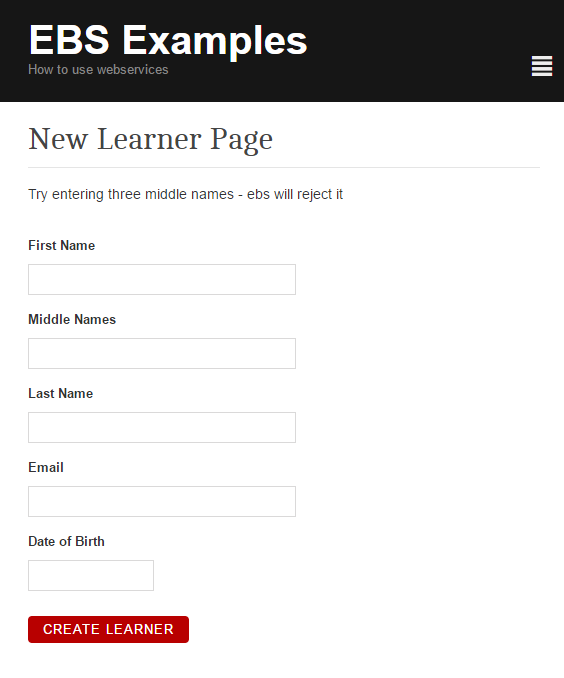 EBS Examples
How to use webservices
New Learner Page
Try entering three middle names - ebs will reject it
First Name
Middle Names
Last Name
Email
Date of Birth
CREATE LEARNER